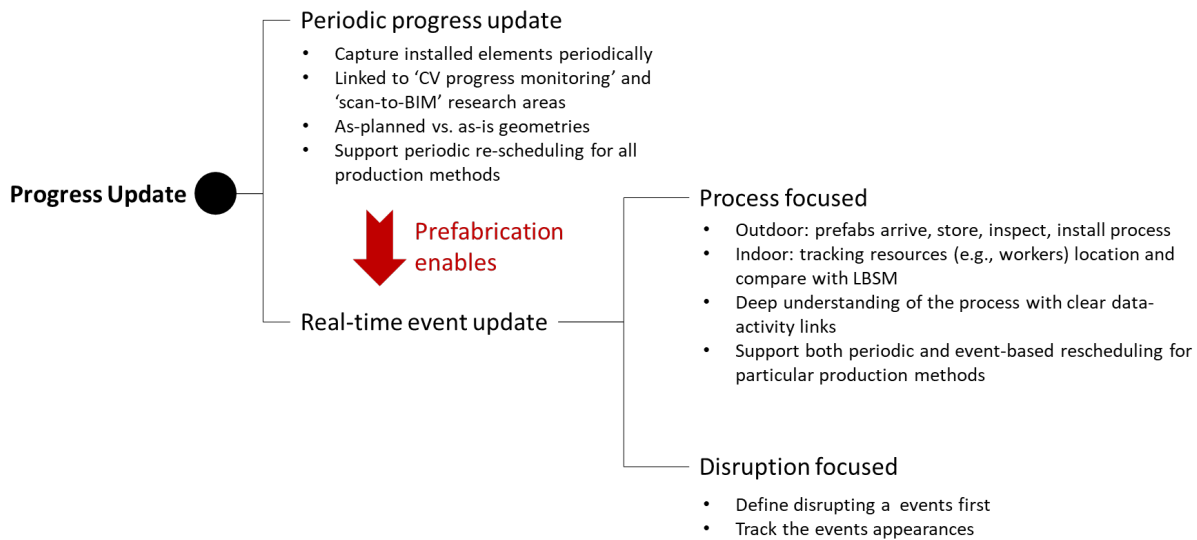 Periodic progress update
• Capture installed elements periodically
• Linked to ‘CV progress monitoring’ and
‘scan-to-BIM’ research areas
• As-planned vs. as-is geometries
• Support periodic re-scheduling for all
production methods
Progress Update
Prefabrication
enables
Real-time event update
Process focused
• Outdoor: prefabs arrive, store, inspect, install process
• Indoor: tracking resources (e.g., workers) location and
compare with LBSM
• Deep understanding of the process with clear data-
activity links
• Support both periodic and event-based rescheduling for
particular production methods
Disruption focused
• Define disrupting a  events first
• Track the events appearances